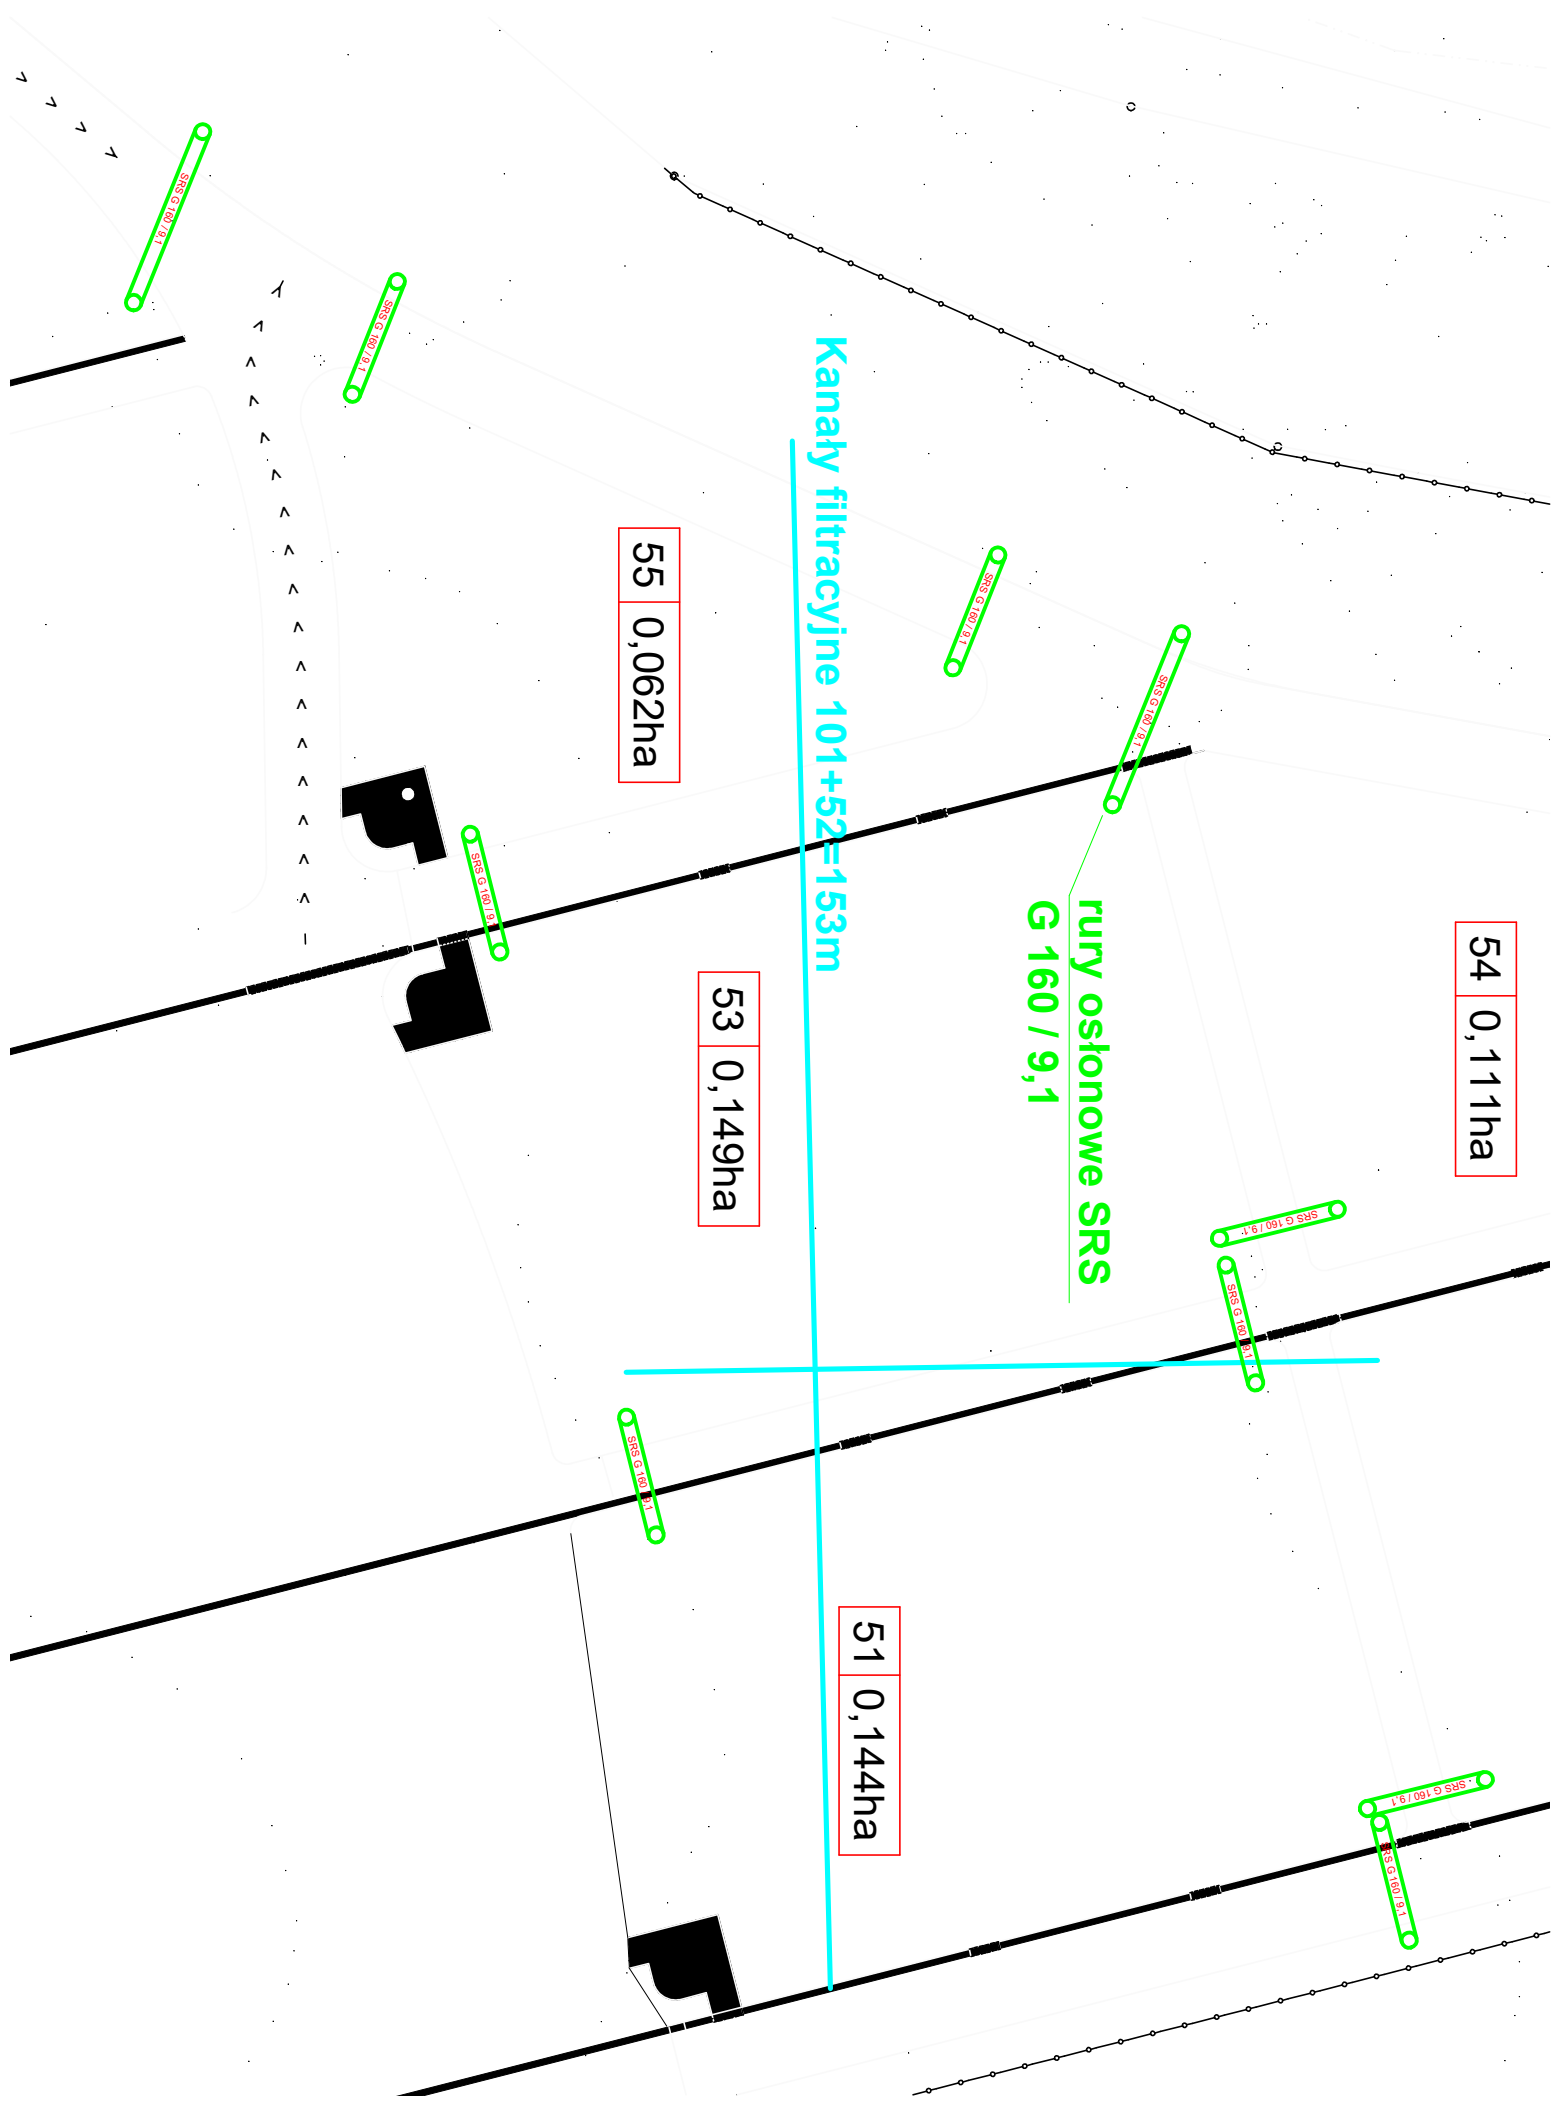 Kanały filtracyjne 101+52=153m
55 0,062ha
53 0,149ha
54 0,111ha
51 0,144ha
rury osłonowe SRS
G 160 / 9,1
SRS G 160 / 9,1
SRS G 160 / 9,1
SRS G 160 / 9,1
SRS G 160 / 9,1
SRS G 160 / 9,
SRS G 160 / 9,1
SRS G 160 9,1
SRS G 160 9,1
SRS G 160 / 9,1
RS G 160 / 9,1